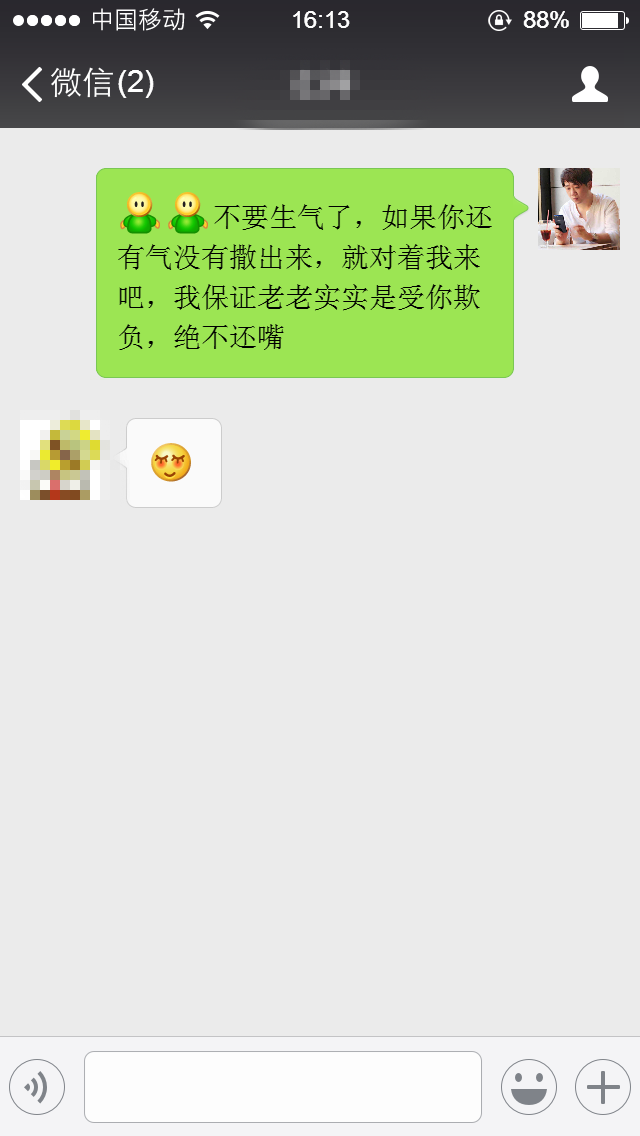 中国移动 16:13 88%
微信(2)
不要生气了，如果你还
有气没有撒出来，就对着我来
吧，我保证老老实实是受你欺
负，绝不还嘴